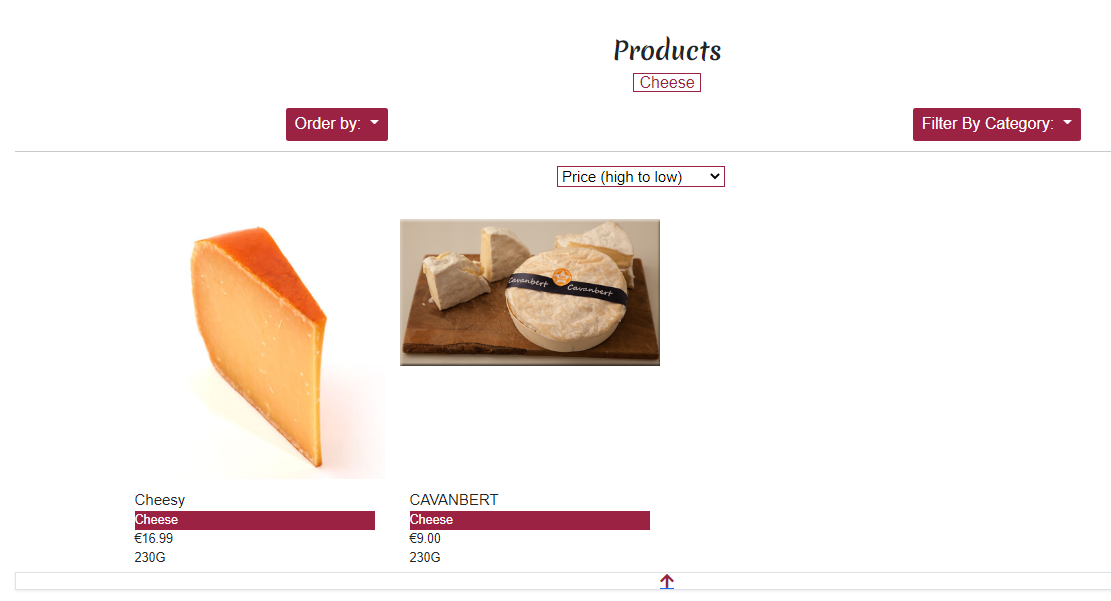 Products
Cheese
Order by:
Filter By Category:
Price (high to low)
Cavanbert Cavanbert
Cheesy
CAVANBERT
Cheese
Cheese
€16.99
€9.00
230G
230G